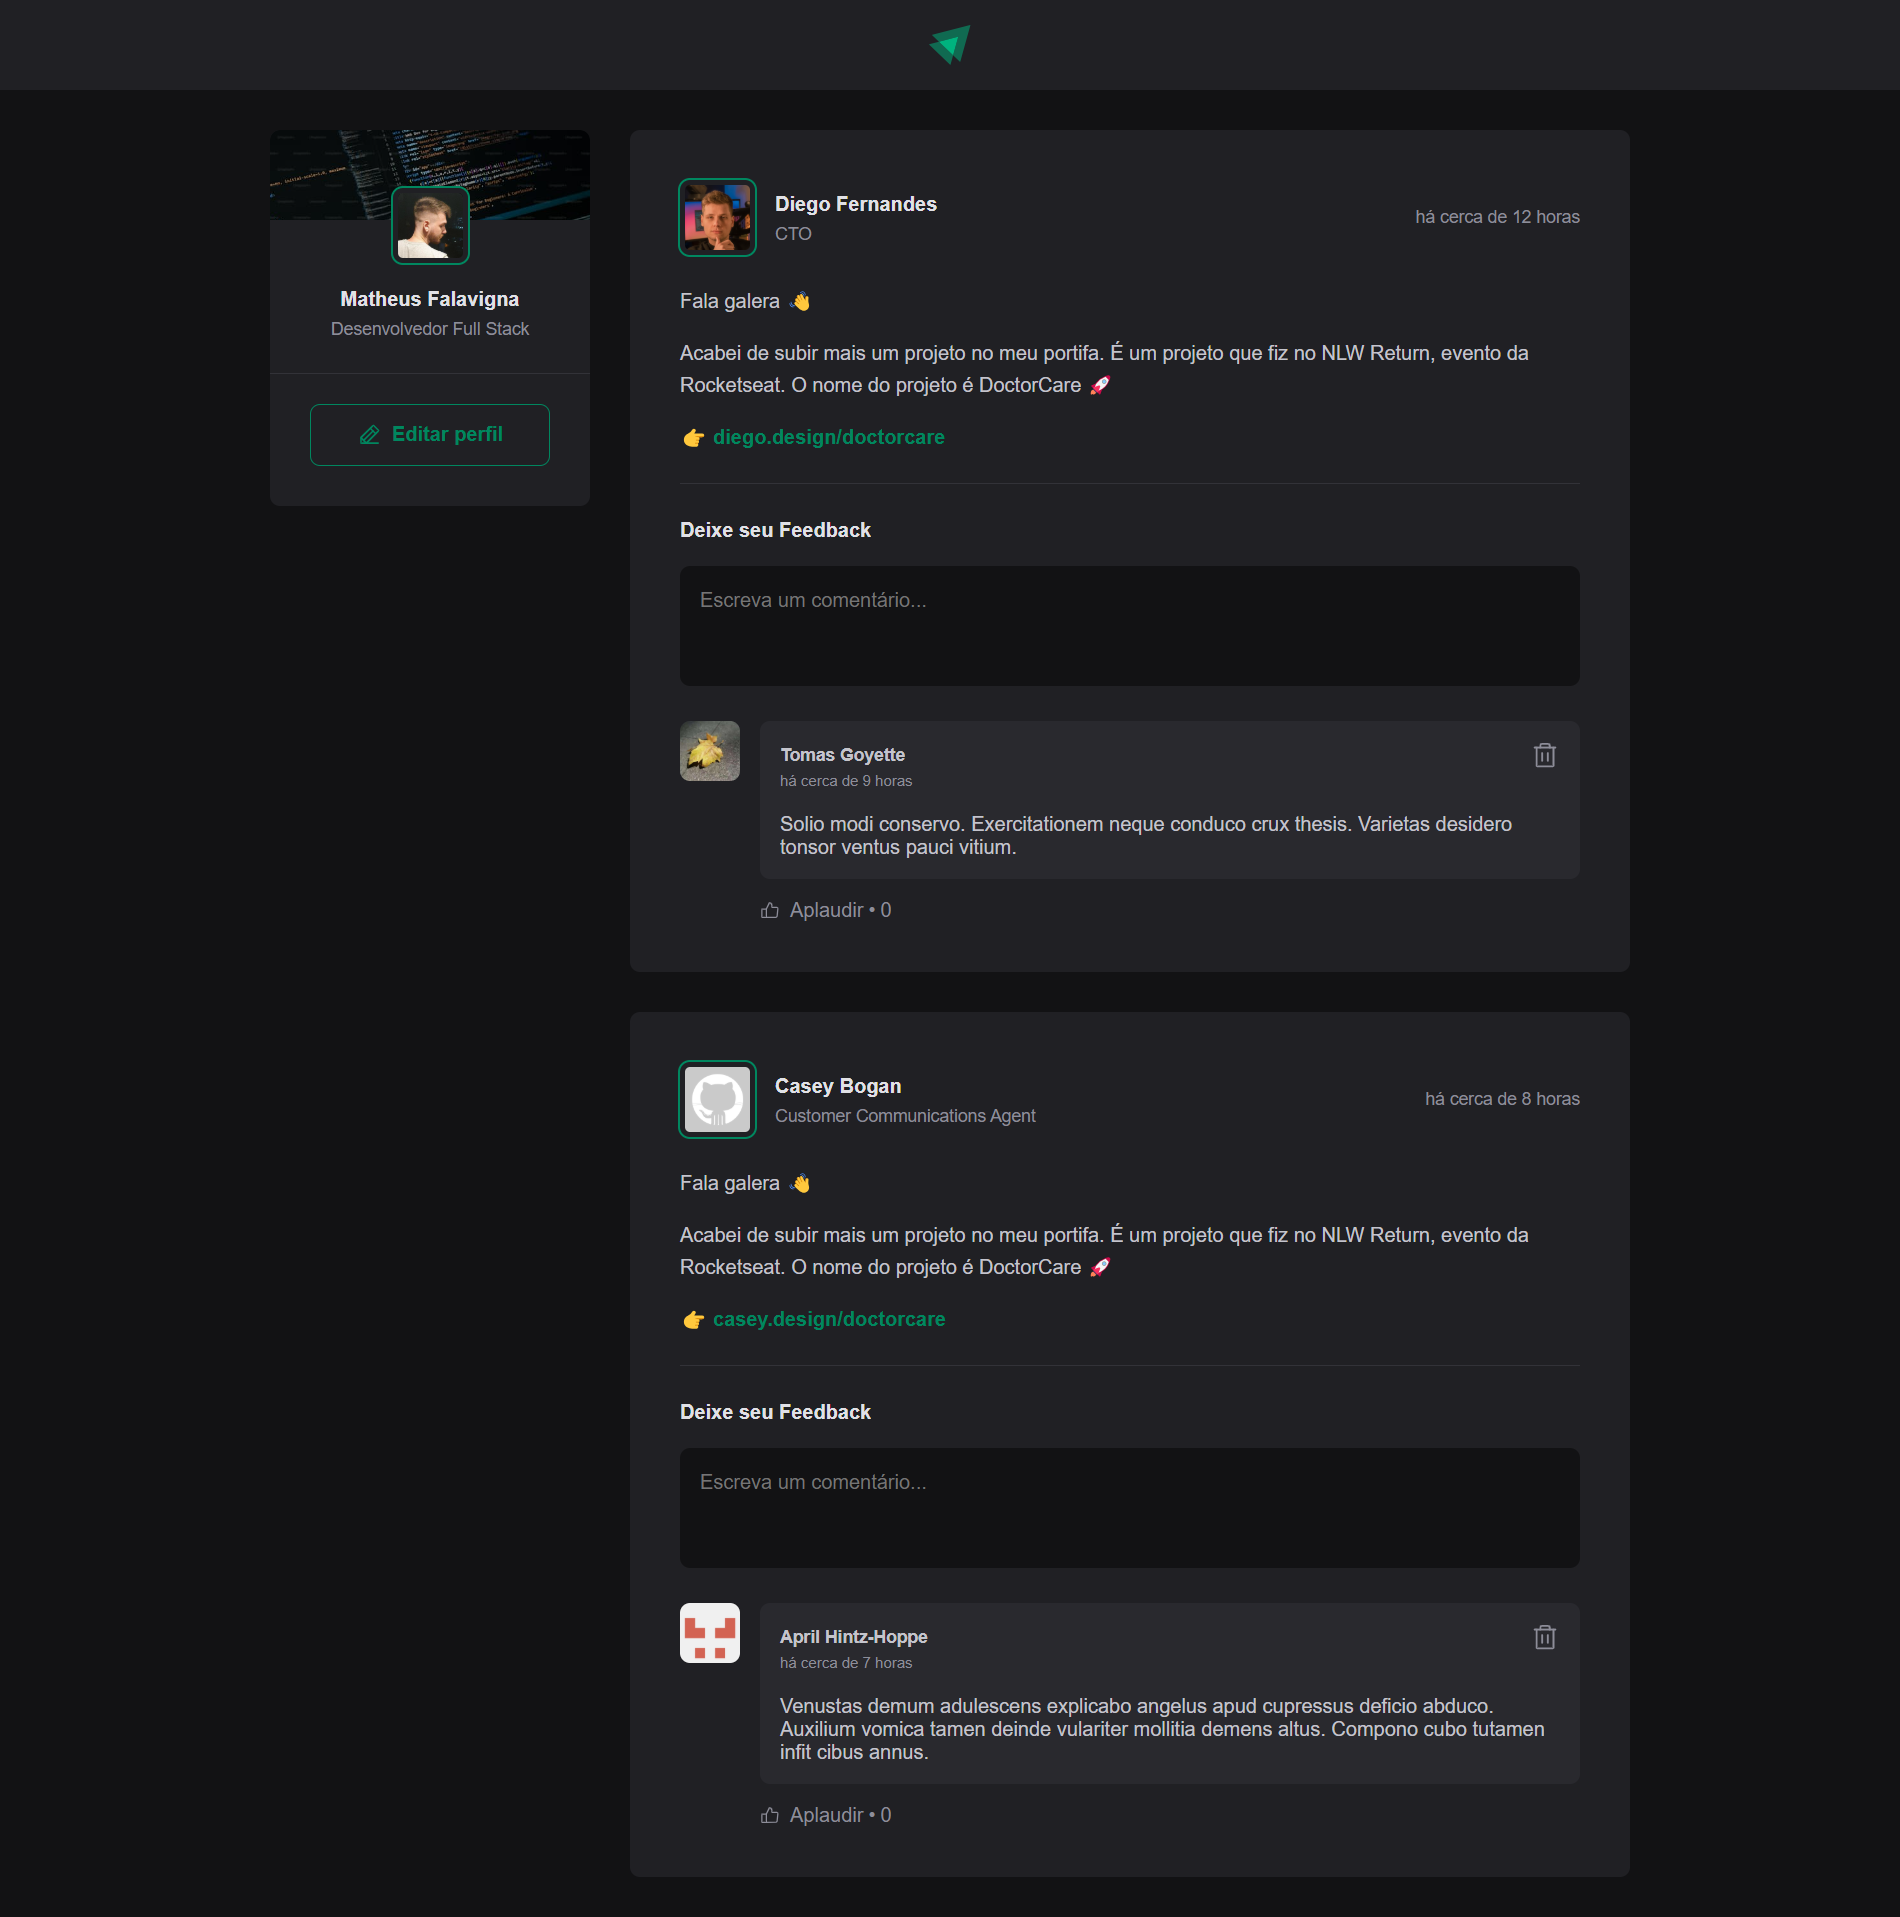 Matheus Falavigna
Desenvolvedor Full Stack
Editar perfil
Diego Fernandes
CTO
há cerca de 12 horas
Fala galera 👋
Acabei de subir mais um projeto no meu portifa. É um projeto que fiz no NLW Return, evento da
Rocketseat. O nome do projeto é DoctorCare 🚀
👉 diego.design/doctorcare
Deixe seu Feedback
Escreva um comentário...
Tomas Goyette
há cerca de 9 horas
Solio modi conservo. Exercitationem neque conduco crux thesis. Varietas desidero
tonsor ventus pauci vitium.
Aplaudir • 0
Casey Bogan
Customer Communications Agent
há cerca de 8 horas
Fala galera 👋
Acabei de subir mais um projeto no meu portifa. É um projeto que fiz no NLW Return, evento da
Rocketseat. O nome do projeto é DoctorCare 🚀
👉 casey.design/doctorcare
Deixe seu Feedback
Escreva um comentário...
April Hintz-Hoppe
há cerca de 7 horas
Venustas demum adulescens explicabo angelus apud cupressus deficio abduco.
Auxilium vomica tamen deinde vulariter mollitia demens altus. Compono cubo tutamen
infit cibus annus.
Aplaudir • 0